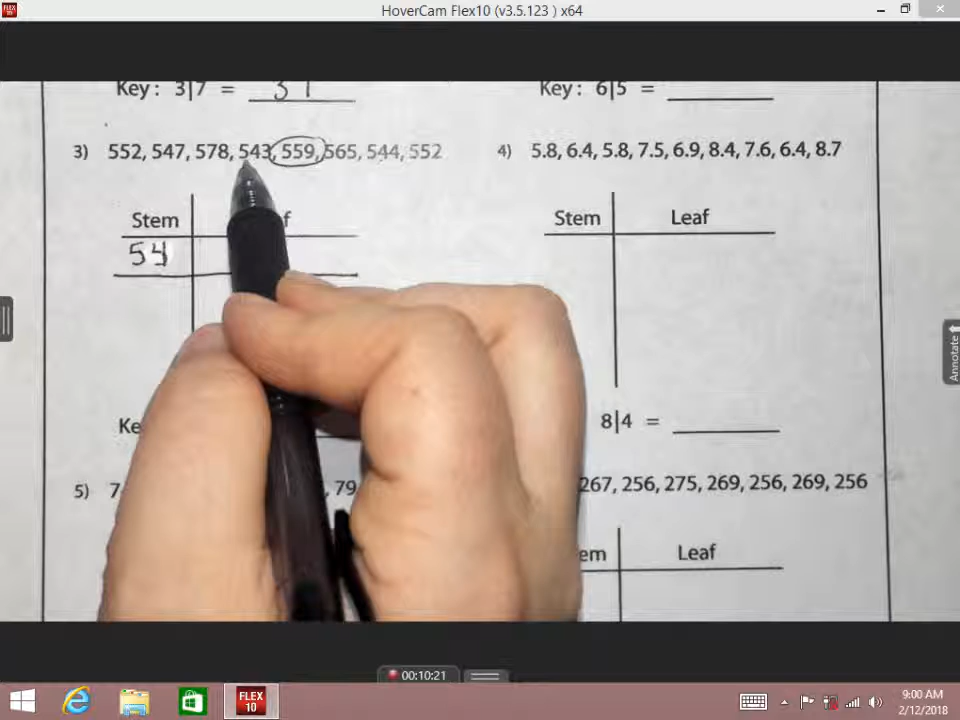 HoverCam Flex10 (v3.5.123 ) x64
Key : 3|7 = 37
Key : 6|5 =
3) 552, 547, 578, 543, 559, 565, 544, 552
4) 5.8, 6.4, 5.8, 7.5, 6.9, 8.4, 7.6, 6.4, 8.7
Stem
Stem Leaf
54
8|4 =
5)
267, 256, 275, 269, 256, 269, 256
Leaf
Annotate
00:10:21
FLEX 10
9:00 AM
2/12/2018